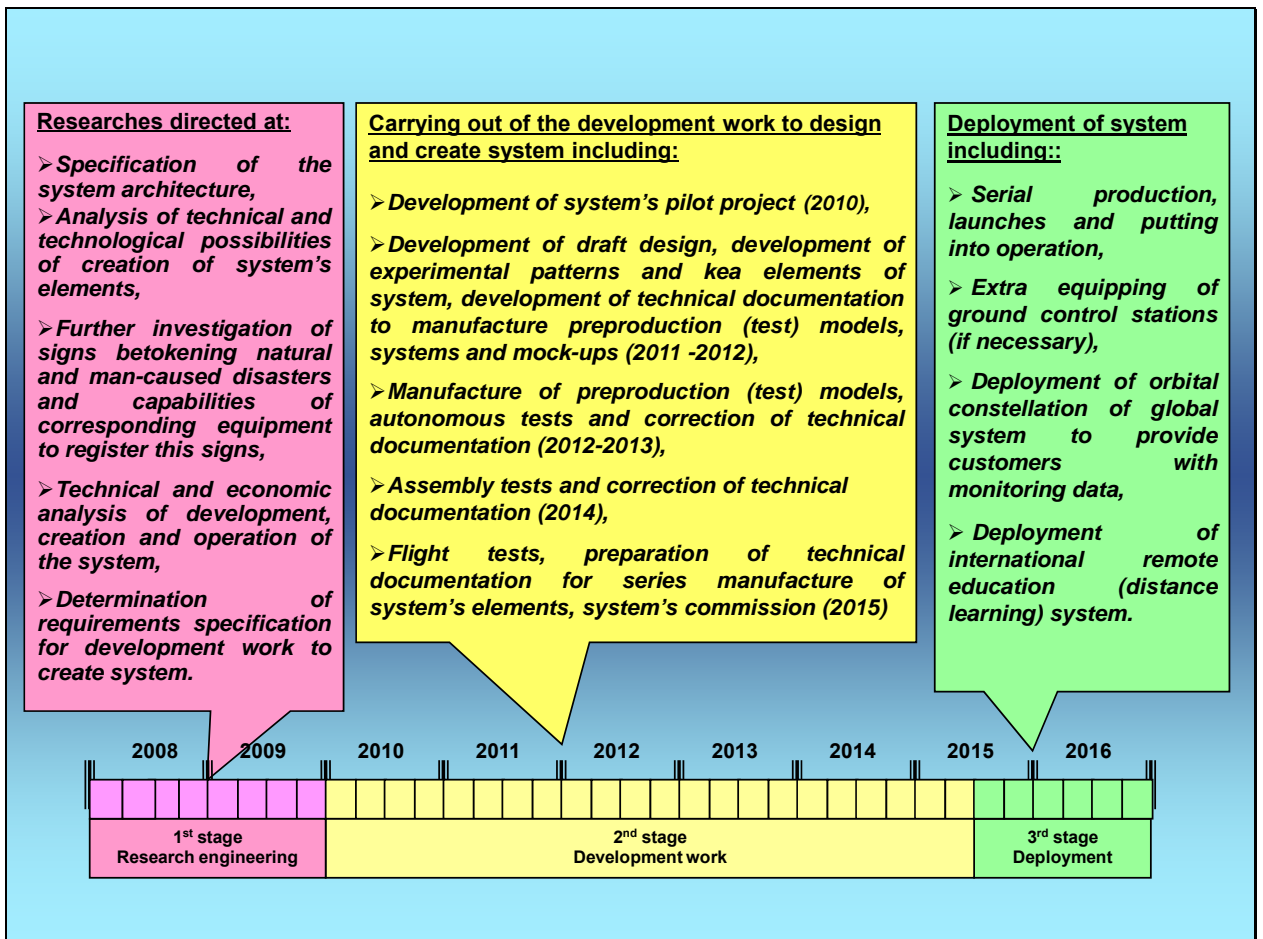 Researches directed at:
➢Specification of the
system architecture,
➢Analysis of technical and
technological possibilities
of creation of system's
elements,
➢Further investigation of
signs betokening natural
and man-caused disasters
and capabilities of
corresponding equipment
to register this signs,
➢Technical and economic
analysis of development,
creation and operation of
the system,
➢Determination of
requirements specification
for development work to
create system.
Carrying out of the development work to design
and create system including:
➢Development of system's pilot project (2010),
➢Development of draft design, development of
experimental patterns and kea elements of
system, development of technical documentation
to manufacture preproduction (test) models,
systems and mock-ups (2011 -2012),
➢Manufacture of preproduction (test) models,
autonomous tests and correction of technical
documentation (2012-2013),
➢Assembly tests and correction of technical
documentation (2014),
➢Flight tests, preparation of technical
documentation for series manufacture of
system's elements, system's commission (2015)
Deployment of system
including::
➢ Serial production,
launches and putting
into operation,
➢ Extra equipping of
ground control stations
(if necessary),
➢ Deployment of orbital
constellation of global
system to provide
customers with
monitoring data,
➢ Deployment of
international remote
education (distance
learning) system.
2008 2009 2010 2011 2012 2013 2014 2015 2016
1st stage
Research engineering
2nd stage
Development work
3rd stage
Deployment